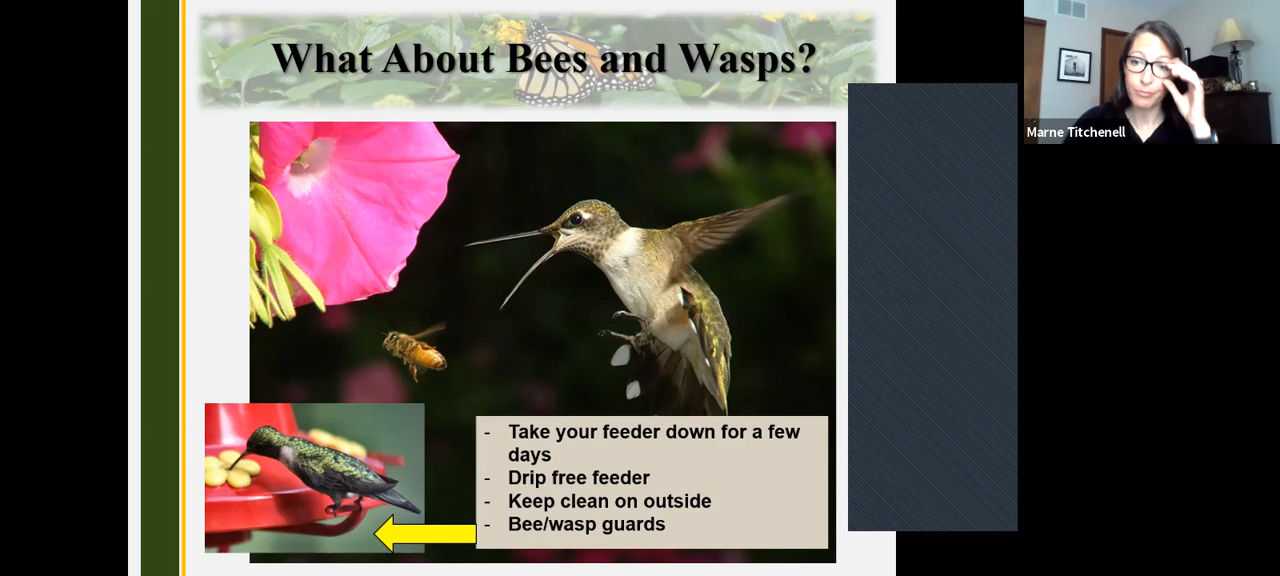 What About Bees and Wasps?
Marne Titchenell
- Take your feeder down for a few
days
- Drip free feeder
- Keep clean on outside
- Bee/wasp guards